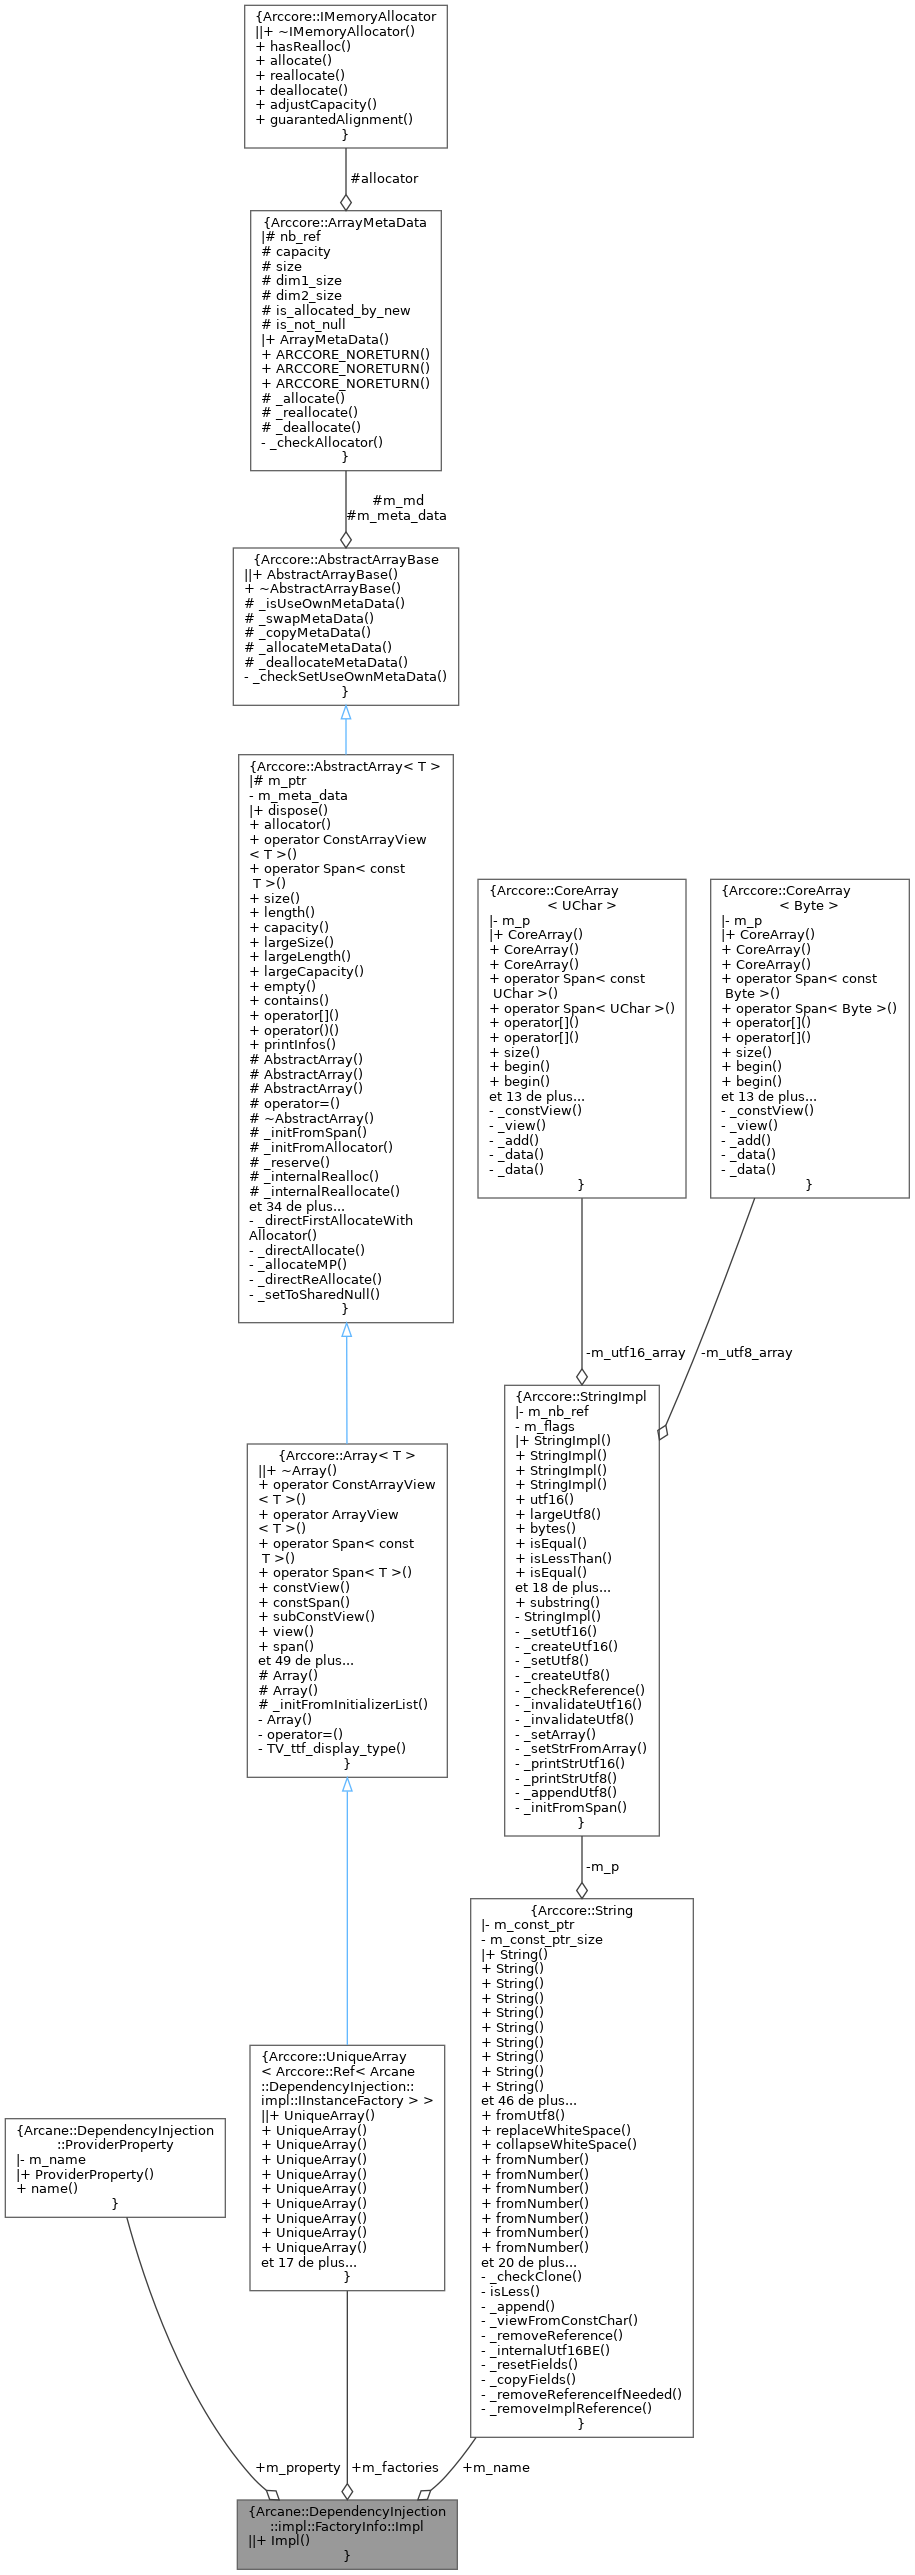 {Arccore::IMemoryAllocator
||+ ~IMemoryAllocator()
+ hasRealloc()
+ allocate()
+ reallocate()
+ deallocate()
+ adjustCapacity()
+ guarantedAlignment()
}
#allocator
{Arccore::ArrayMetaData
|# nb_ref
# capacity
# size
# dim1_size
# dim2_size
# is_allocated_by_new
# is_not_null
|+ ArrayMetaData()
+ ARCCORE_NORETURN()
+ ARCCORE_NORETURN()
+ ARCCORE_NORETURN()
# _allocate()
# _reallocate()
# _deallocate()
- _checkAllocator()
}
#m_md
#m_meta_data
{Arccore::AbstractArrayBase
||+ AbstractArrayBase()
+ ~AbstractArrayBase()
# _isUseOwnMetaData()
# _swapMetaData()
# _copyMetaData()
# _allocateMetaData()
# _deallocateMetaData()
- _checkSetUseOwnMetaData()
}
{Arccore::AbstractArray< T >
|# m_ptr
- m_meta_data
|+ dispose()
+ allocator()
+ operator ConstArrayView
< T >()
+ operator Span< const
T >()
+ size()
+ length()
+ capacity()
+ largeSize()
+ largeLength()
+ largeCapacity()
+ empty()
+ contains()
+ operator[]()
+ operator()()
+ printInfos()
# AbstractArray()
# AbstractArray()
# AbstractArray()
# operator=()
# ~AbstractArray()
# _initFromSpan()
# _initFromAllocator()
# _reserve()
# _internalRealloc()
# _internalReallocate()
et 34 de plus...
- _directFirstAllocateWith
Allocator()
- _directAllocate()
- _allocateMP()
- _directReAllocate()
- _setToSharedNull()
}
{Arccore::CoreArray
< UChar >
|- m_p
|+ CoreArray()
+ CoreArray()
+ CoreArray()
+ operator Span< const
UChar >()
+ operator Span< UChar >()
+ operator[]()
+ operator[]()
+ size()
+ begin()
+ begin()
et 13 de plus...
- _constView()
- _view()
- _add()
- _data()
- _data()
}
{Arccore::CoreArray
< Byte >
|- m_p
|+ CoreArray()
+ CoreArray()
+ CoreArray()
+ operator Span< const
Byte >()
+ operator Span< Byte >()
+ operator[]()
+ operator[]()
+ size()
+ begin()
+ begin()
et 13 de plus...
- _constView()
- _view()
- _add()
- _data()
- _data()
}
-m_utf16_array
-m_utf8_array
{Arccore::Array< T >
||+ ~Array()
+ operator ConstArrayView
< T >()
+ operator ArrayView
< T >()
+ operator Span< const
T >()
+ operator Span< T >()
+ constView()
+ constSpan()
+ subConstView()
+ view()
+ span()
et 49 de plus...
# Array()
# Array()
# _initFromInitializerList()
- Array()
- operator=()
- TV_ttf_display_type()
}
{Arccore::StringImpl
|- m_nb_ref
- m_flags
|+ StringImpl()
+ StringImpl()
+ StringImpl()
+ StringImpl()
+ utf16()
+ largeUtf8()
+ bytes()
+ isEqual()
+ isLessThan()
+ isEqual()
et 18 de plus...
+ substring()
- StringImpl()
- _setUtf16()
- _createUtf16()
- _setUtf8()
- _createUtf8()
- _checkReference()
- _invalidateUtf16()
- _invalidateUtf8()
- _setArray()
- _setStrFromArray()
- _printStrUtf16()
- _printStrUtf8()
- _appendUtf8()
- _initFromSpan()
}
-m_p
{Arccore::String
|- m_const_ptr
- m_const_ptr_size
|+ String()
+ String()
+ String()
+ String()
+ String()
+ String()
+ String()
+ String()
+ String()
+ String()
et 46 de plus...
+ fromUtf8()
+ replaceWhiteSpace()
+ collapseWhiteSpace()
+ fromNumber()
+ fromNumber()
+ fromNumber()
+ fromNumber()
+ fromNumber()
+ fromNumber()
+ fromNumber()
et 20 de plus...
- _checkClone()
- isLess()
- _append()
- _viewFromConstChar()
- _removeReference()
- _internalUtf16BE()
- _resetFields()
- _copyFields()
- _removeReferenceIfNeeded()
- _removeImplReference()
}
{Arccore::UniqueArray
< Arccore::Ref< Arcane
::DependencyInjection::
impl::IInstanceFactory > >
||+ UniqueArray()
+ UniqueArray()
+ UniqueArray()
+ UniqueArray()
+ UniqueArray()
+ UniqueArray()
+ UniqueArray()
+ UniqueArray()
+ UniqueArray()
+ UniqueArray()
et 17 de plus...
}
{Arcane::DependencyInjection
::ProviderProperty
|- m_name
|+ ProviderProperty()
+ name()
}
+m_property
+m_factories
+m_name
{Arcane::DependencyInjection
::impl::FactoryInfo::Impl
||+ Impl()
}